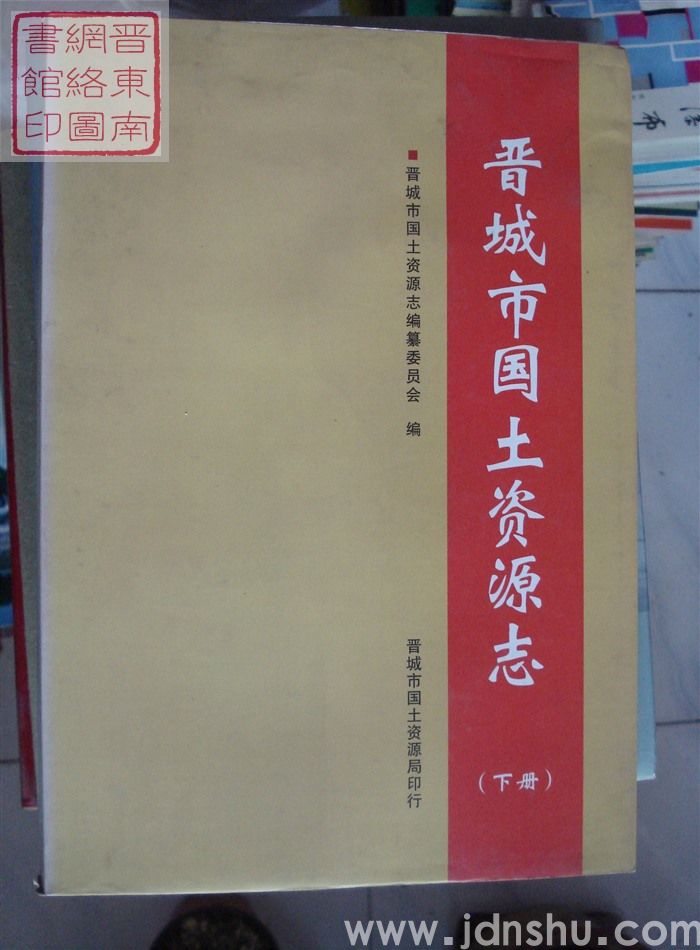 晋東南
網絡圖
書館印
晋城市国土资源志
(下册)
■晋城市国土资源志编纂委员会 编
晋城市国土资源局印行
www.jdnshu.com